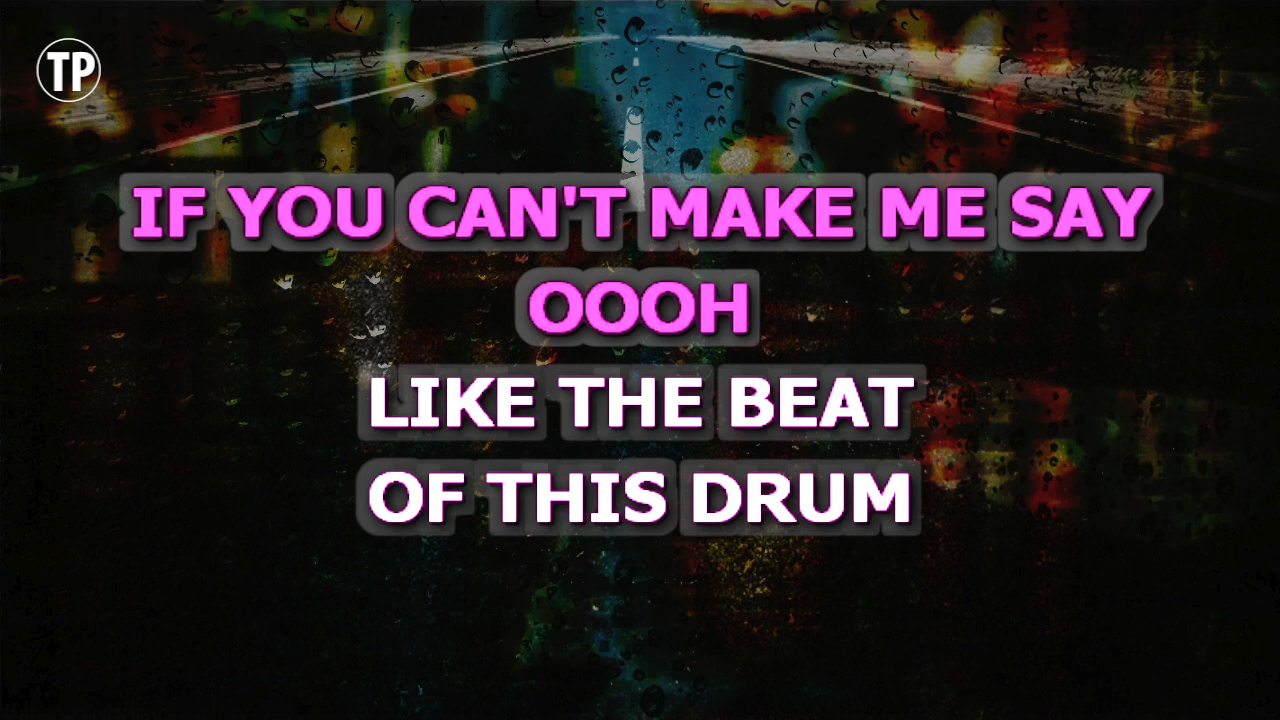 TP
IF YOU CAN'T MAKE ME SAY
OOOH
LIKE THE BEAT
OF THIS DRUM